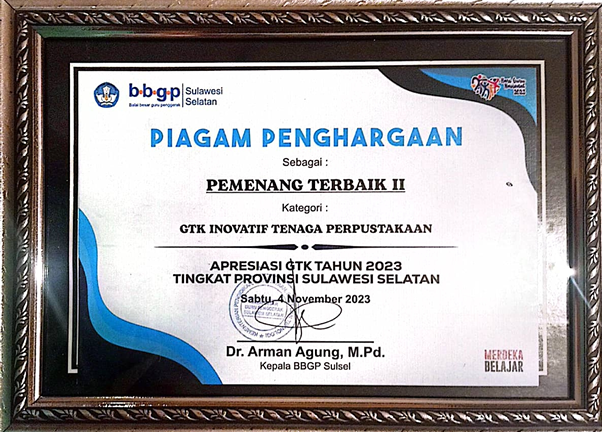 b·b·g·p
Balai besar guru penggerak
Sulawesi
Selatan
PIAGAM PENGHARGAAN
Sebagai :
PEMENANG TERBAIK II
Kategori :
GTK INOVATIF TENAGA PERPUSTAKAAN
APRESIASI GTK TAHUN 2023
TINGKAT PROVINSI SULAWESI SELATAN
Sabtu, 4 November 2023
Dr. Arman Agung, M.Pd.
Kepala BBGP Sulsel
MERDEKA
BELAJAR